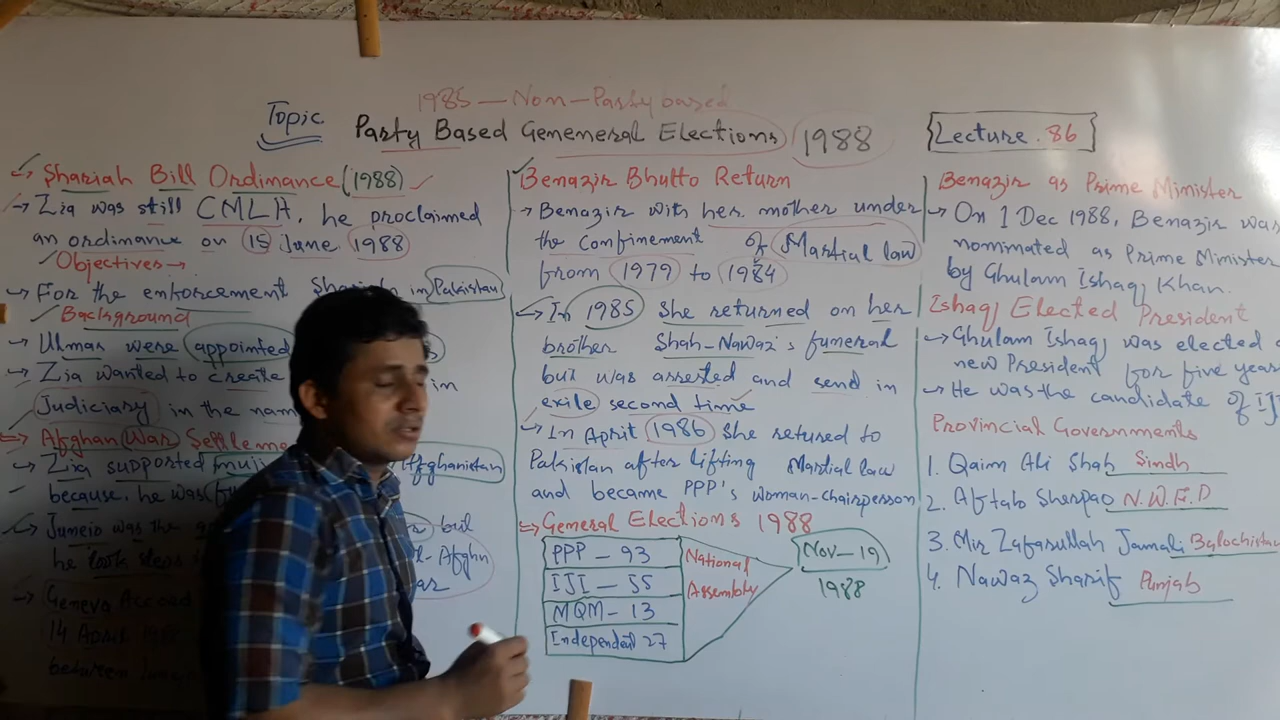 1985 — Non-Party based
Topic Party Based Genemeral Elections 1988
Lecture. 86
Shariah Bill Ordinance (1988)
→ Zia was still CMLA, he proclaimed
an ordinance on 15 June 1988
Objectives →
→ For the enforcement Shariah in Pakistan
Background
→ Ulmas were appointed
→ Zia wanted to create in
Judiciary in the
⇒ Afghan War
→ Zia supported Afghanistan
because, he was
→ Juneio was the but
he took steps
→ Geneva Accord
14 April
between
Benazir Bhutto Return
→ Benazir with her mother under
the confinement of Martial law
from 1979 to 1984
→ In 1985 She returned on her
brother Shah-Nawaz's funeral
but was arrested and send in
exile second time
→ In April 1986 she retured to
Pakistan after lifting Martial law
and became PPP's woman-chairperson
⇒ General Elections 1988
PPP – 93
IJI – 55
MQM – 13
Independent 27
National
Assembly
Nov – 19
1988
Benazir as Prime Minister
→ On 1 Dec 1988, Benazir was
nominated as Prime Minister
by Ghulam Ishaq Khan.
Ishaq Elected President
→ Ghulam Ishaq was elected
new President for five years
→ He was the candidate of IJI
Provincial Governments
1. Qaim Ali Shah Sindh
2. Aftab Sherpao N.W.F.P
3. Mir Zafarullah Jamali Balochistan
4. Nawaz Sharif Punjab